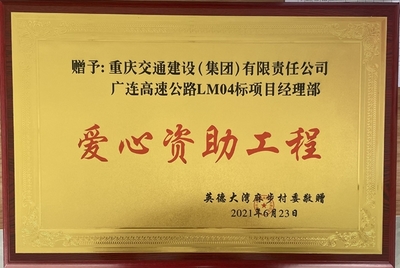 赠予:重庆交通建设(集团)有限责任公司
广连高速公路LM04标项目经理部
爱心资助工程
英德大湾麻步村委敬赠
2021年6月23日